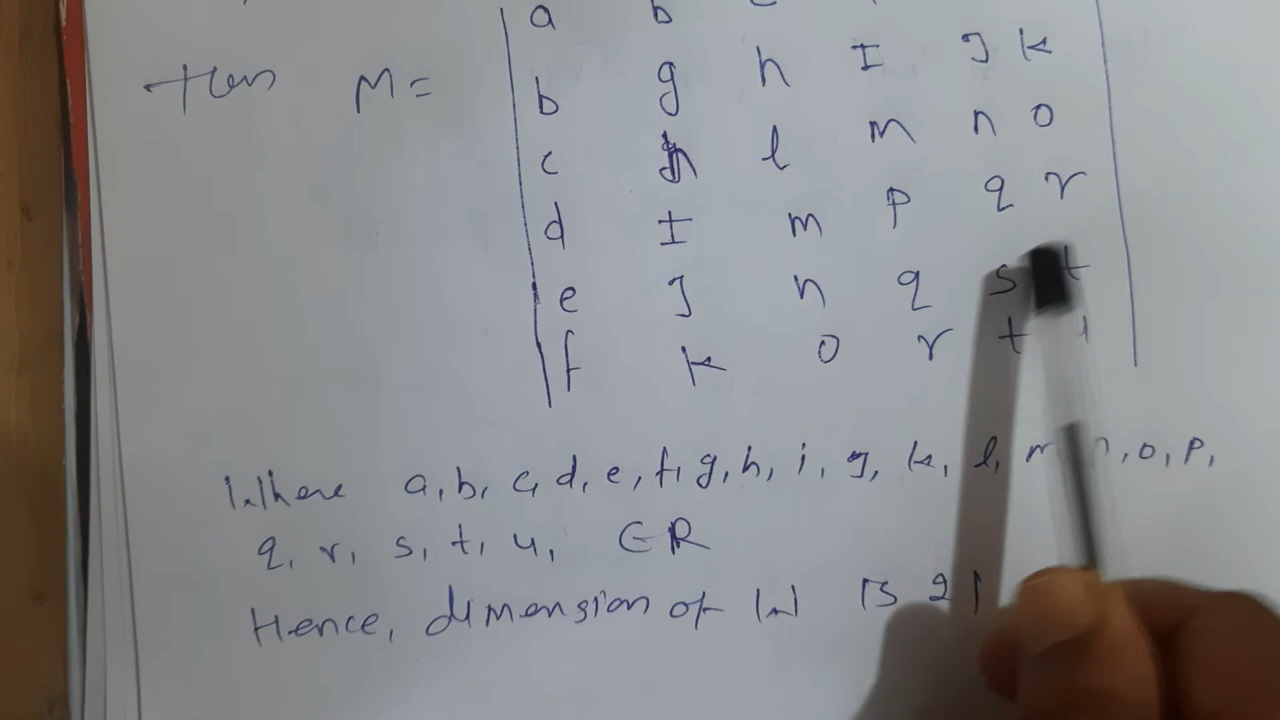 a b
then M= b g h I J k
c h l m n o
d I m p q r
e J n q s t
f k o r t
Where a, b, c, d, e, f, g, h, i, J, k, l, m, n, o, p,
q, r, s, t, u, ∈ R
Hence, dimension of W is 21